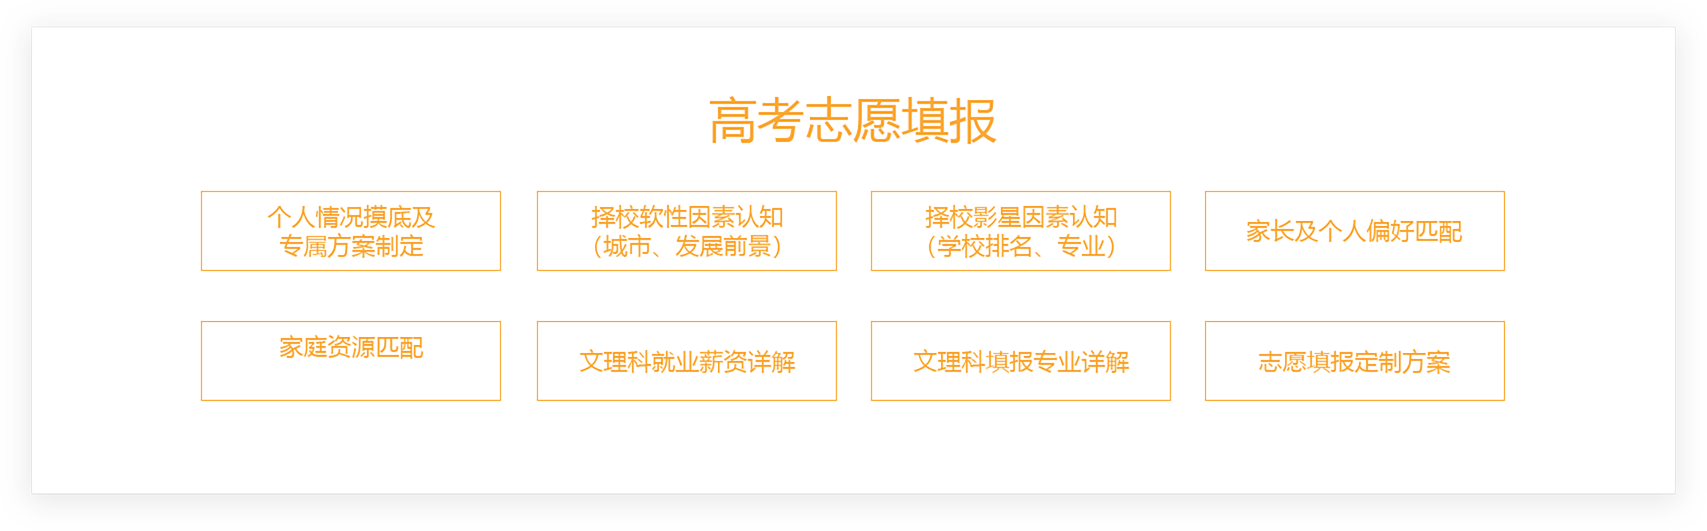 高考志愿填报
个人情况摸底及
专属方案制定
择校软性因素认知
（城市、发展前景）
择校影星因素认知
（学校排名、专业）
家长及个人偏好匹配
家庭资源匹配
文理科就业薪资详解
文理科填报专业详解
志愿填报定制方案